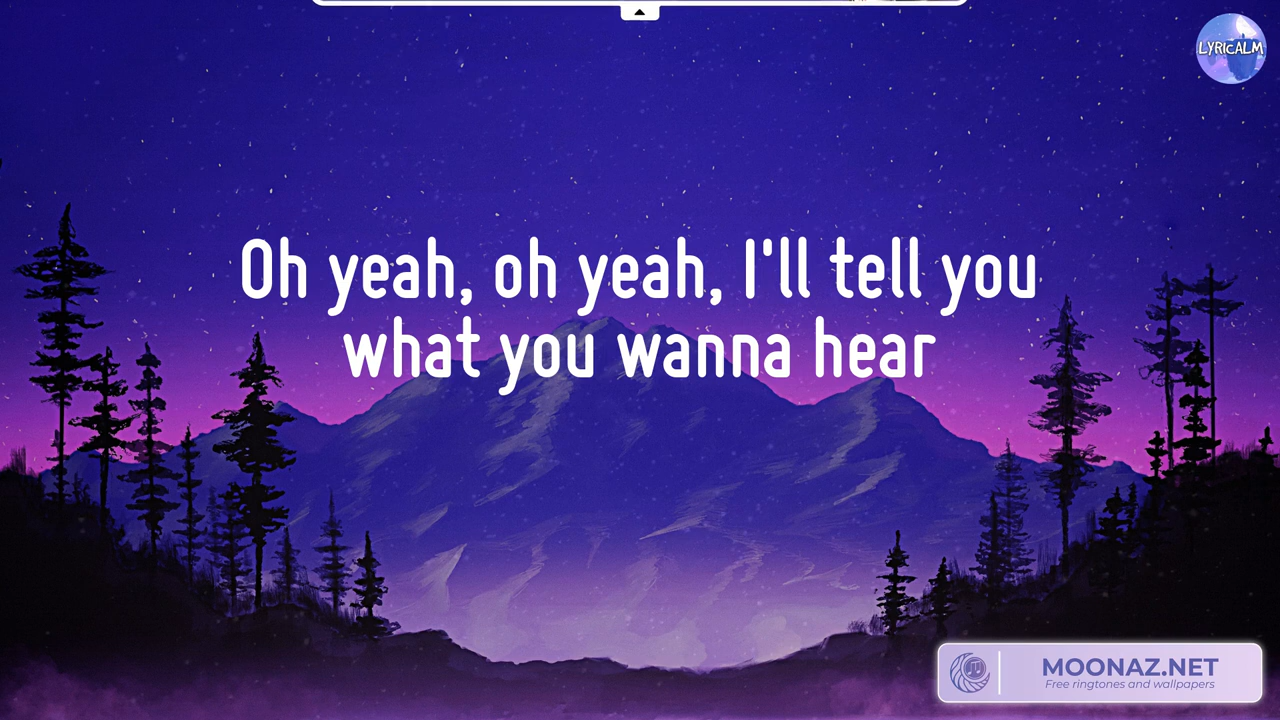 LYRICALM
Oh yeah, oh yeah, I'll tell you
what you wanna hear
MOONAZ.NET
Free ringtones and wallpapers